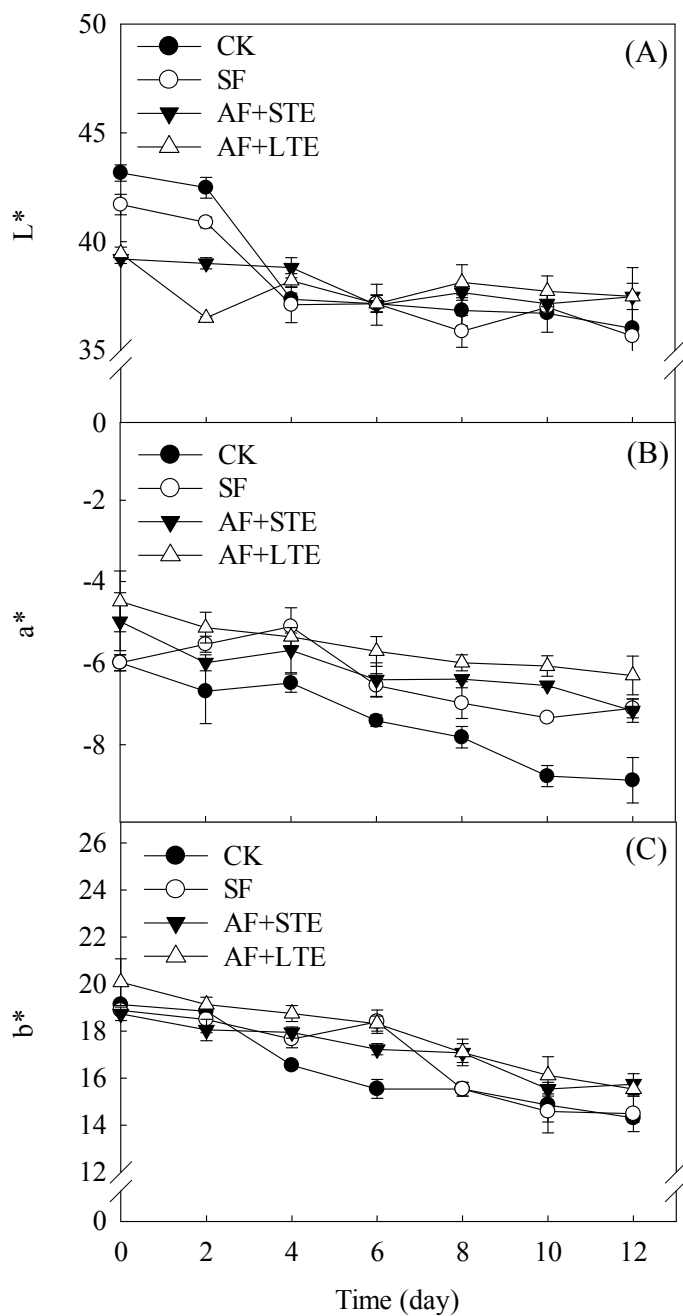 50
45
40
35
L*
CK
SF
AF+STE
AF+LTE
(A)
0
-2
-4
-6
-8
a*
CK
SF
AF+STE
AF+LTE
(B)
26
24
22
20
18
16
14
12
0
b*
CK
SF
AF+STE
AF+LTE
(C)
0 2 4 6 8 10 12
Time (day)